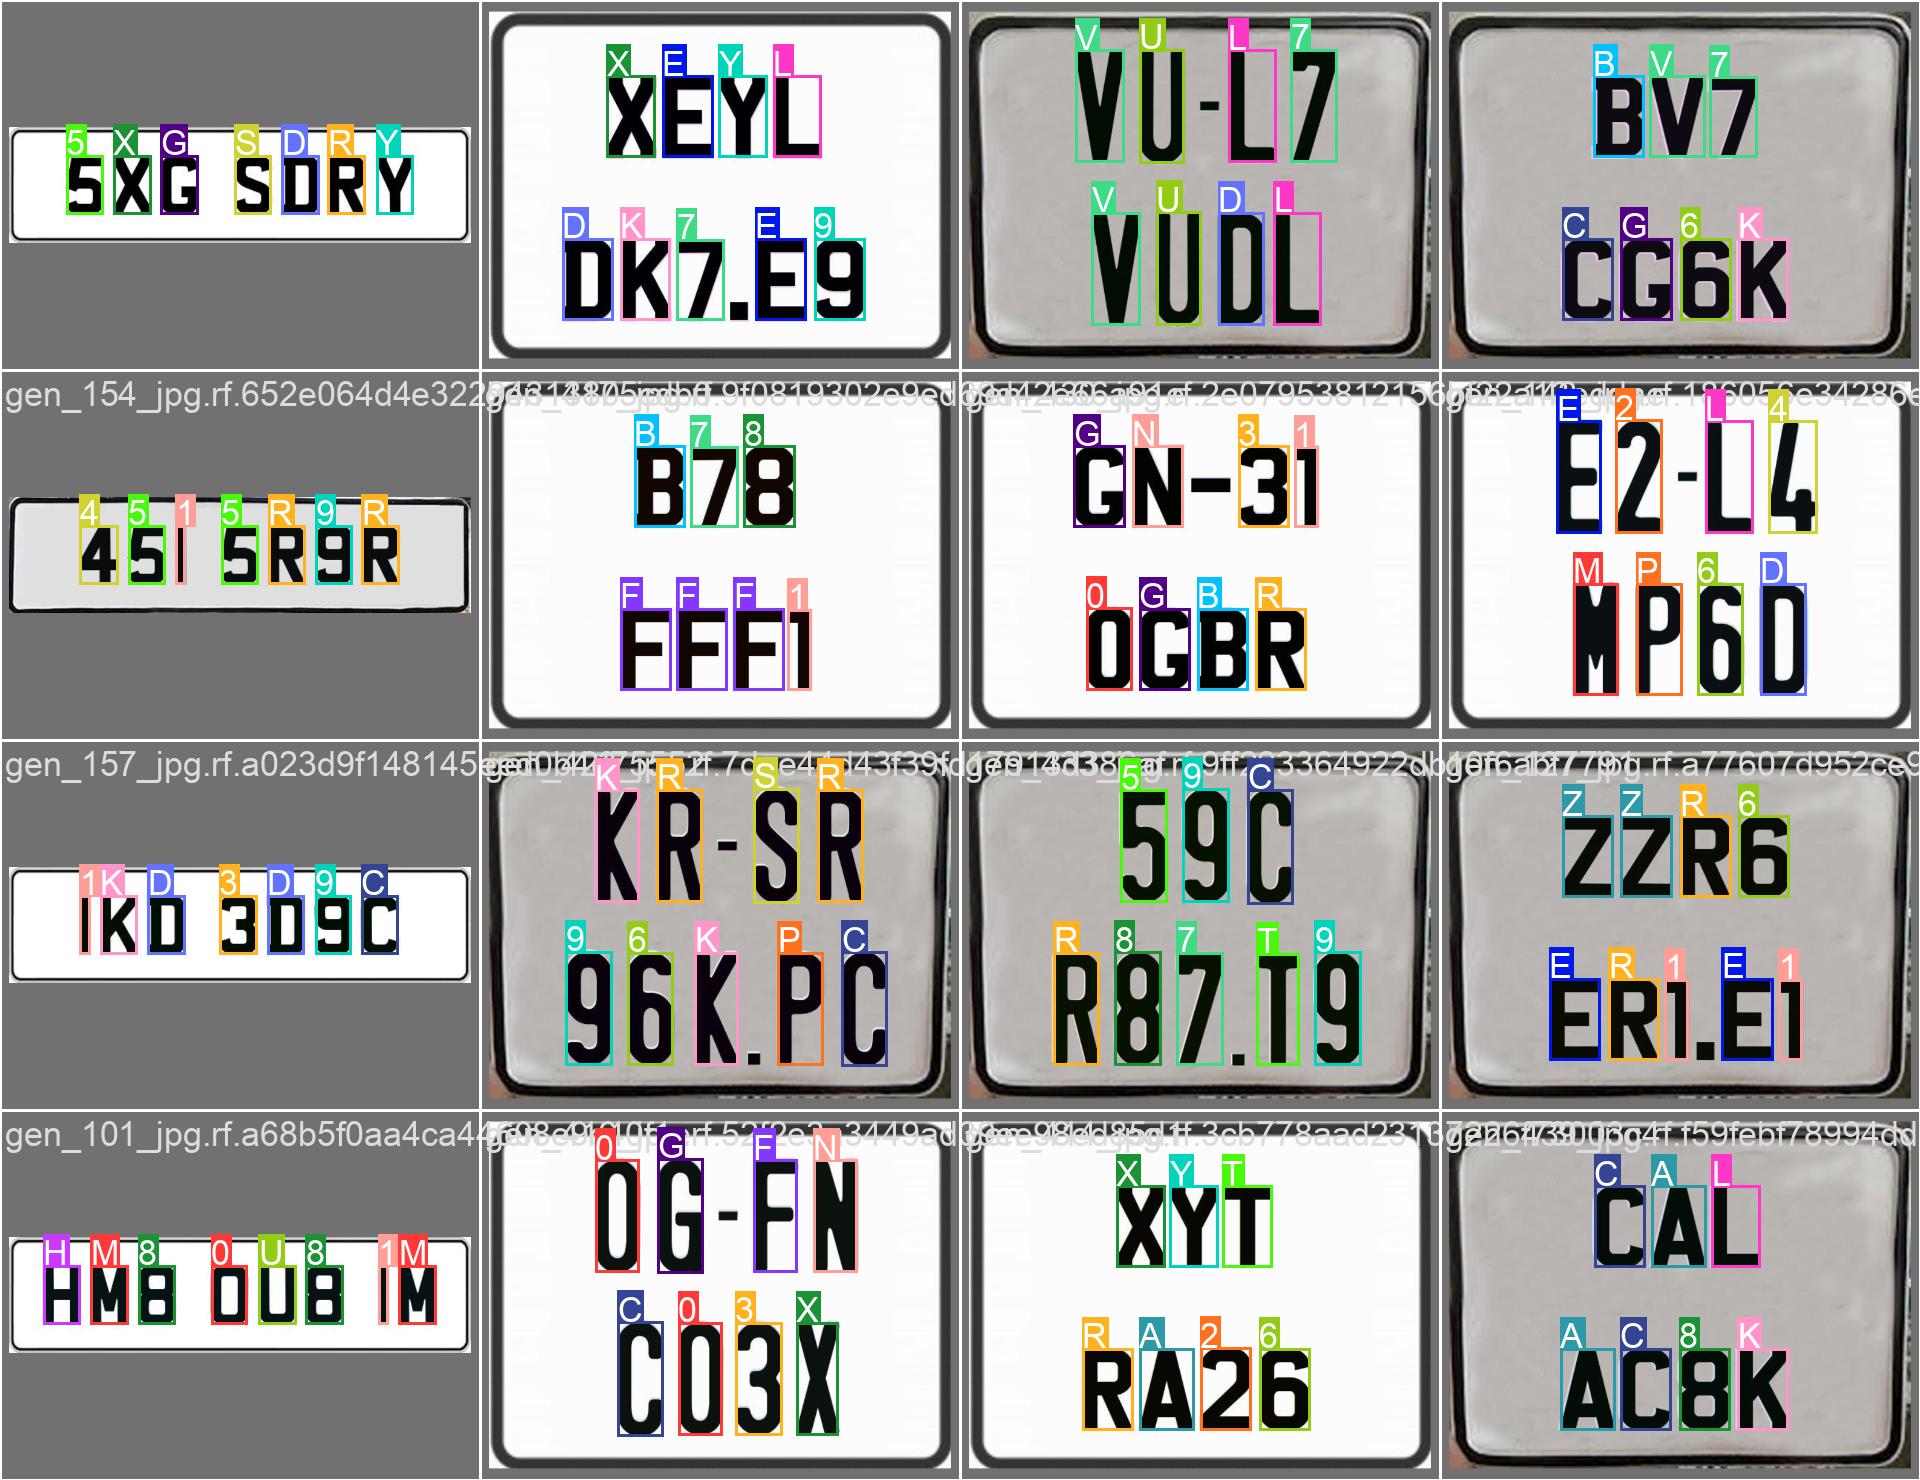 5 X G S D R Y
5XG SDRY
X E Y L
XEYL
D K 7 E 9
DK7.E9
V U L 7
VU-L7
V U D L
VUDL
B V 7
BV7
C G 6 K
CG6K
gen_154_jpg.rf.652e064d4e322
4 5 1 5 R 9 R
451 5R9R
B 7 8
B78
F F F 1
FFF1
G N 3 1
GN-31
0 G B R
0GBR
E 2 L 4
E2-L4
M P 6 D
MP6D
gen_157_jpg.rf.a023d9f148145
1 K D 3 D 9 C
1KD 3D9C
K R S R
KR-SR
9 6 K P C
96K.PC
5 9 C
59C
R 8 7 T 9
R87.T9
Z Z R 6
ZZR6
E R 1 E 1
ER1.E1
gen_101_jpg.rf.a68b5f0aa4ca44
H M 8 0 U 8 1 M
HM8 0U8 1M
0 G F N
0G-FN
C 0 3 X
C03X
X Y T
XYT
R A 2 6
RA26
C A L
CAL
A C 8 K
AC8K